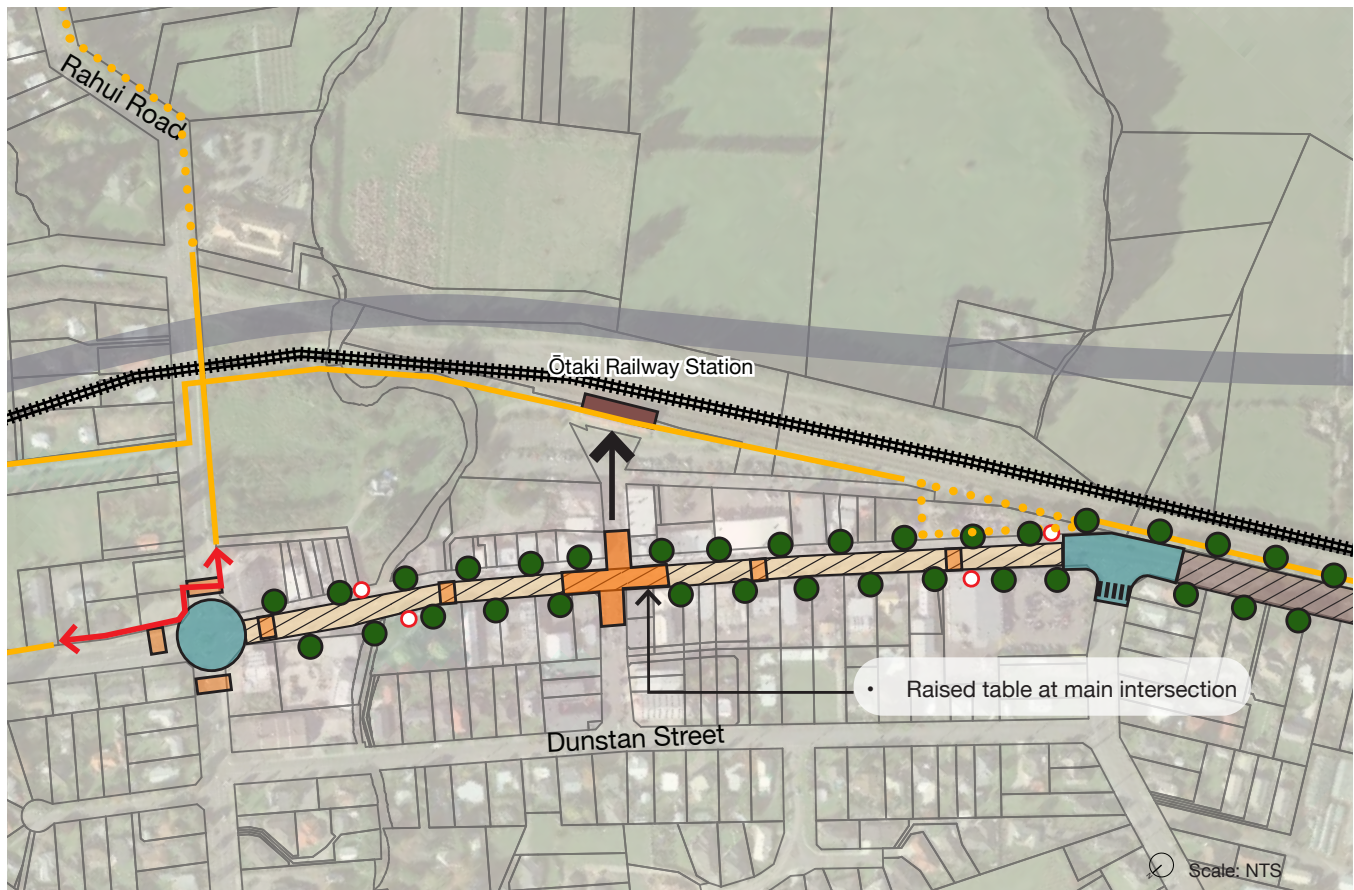 Rahui Road
Ōtaki Railway Station
• Raised table at main intersection
Dunstan Street
Scale: NTS